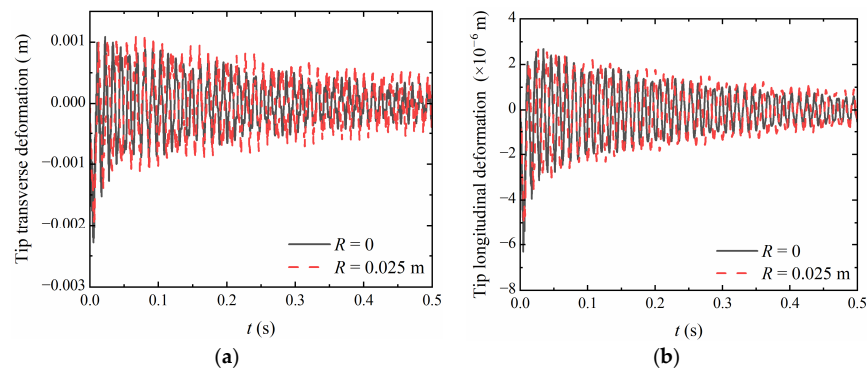 0.001
0.000
−0.001
−0.002
−0.003
Tip transverse deformation ( m)
R = 0
R = 0.025 m
0.0 0.1 0.2 0.3 0.4 0.5
t (s)
(a)
4
2
0
−2
−4
−6
−8
Tip longitudinal deformation (×10⁻⁶ m)
R = 0
R = 0.025 m
0.0 0.1 0.2 0.3 0.4 0.5
t (s)
(b)